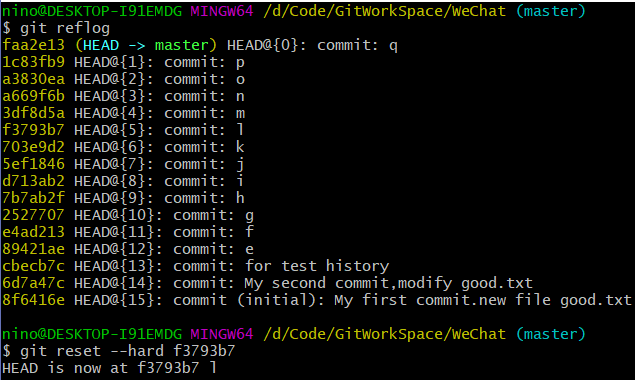 nino@DESKTOP-I91EMDG MINGW64 /d/Code/GitWorkSpace/WeChat (master)
$ git reflog
faa2e13 (HEAD -> master) HEAD@{0}: commit: q
1c83fb9 HEAD@{1}: commit: p
a3830ea HEAD@{2}: commit: o
a669f6b HEAD@{3}: commit: n
3df8d5a HEAD@{4}: commit: m
f3793b7 HEAD@{5}: commit: l
703e9d2 HEAD@{6}: commit: k
5ef1846 HEAD@{7}: commit: j
d713ab2 HEAD@{8}: commit: i
7b7ab2f HEAD@{9}: commit: h
2527707 HEAD@{10}: commit: g
e4ad213 HEAD@{11}: commit: f
89421ae HEAD@{12}: commit: e
cbecb7c HEAD@{13}: commit: for test history
6d7a47c HEAD@{14}: commit: My second commit,modify good.txt
8f6416e HEAD@{15}: commit (initial): My first commit.new file good.txt
nino@DESKTOP-I91EMDG MINGW64 /d/Code/GitWorkSpace/WeChat (master)
$ git reset --hard f3793b7
HEAD is now at f3793b7 l